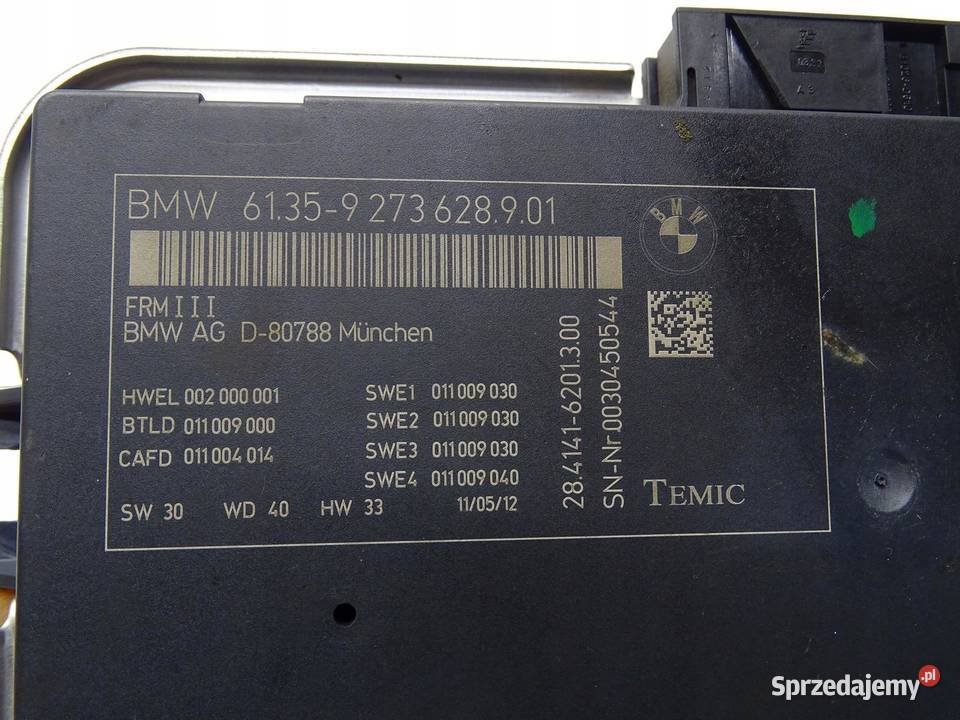 BMW 61.35-9 273 628.9.01
BMW
FRM III
BMW AG D-80788 München
HWEL 002 000 001
BTLD 011 009 000
CAFD 011 004 014
SWE1 011 009 030
SWE2 011 009 030
SWE3 011 009 030
SWE4 011 009 040
SW 30 WD 40 HW 33 11/05/12
28.4141-6201.3.00
SN-Nr.0030450544
TEMIC
Sprzedajemy.pl